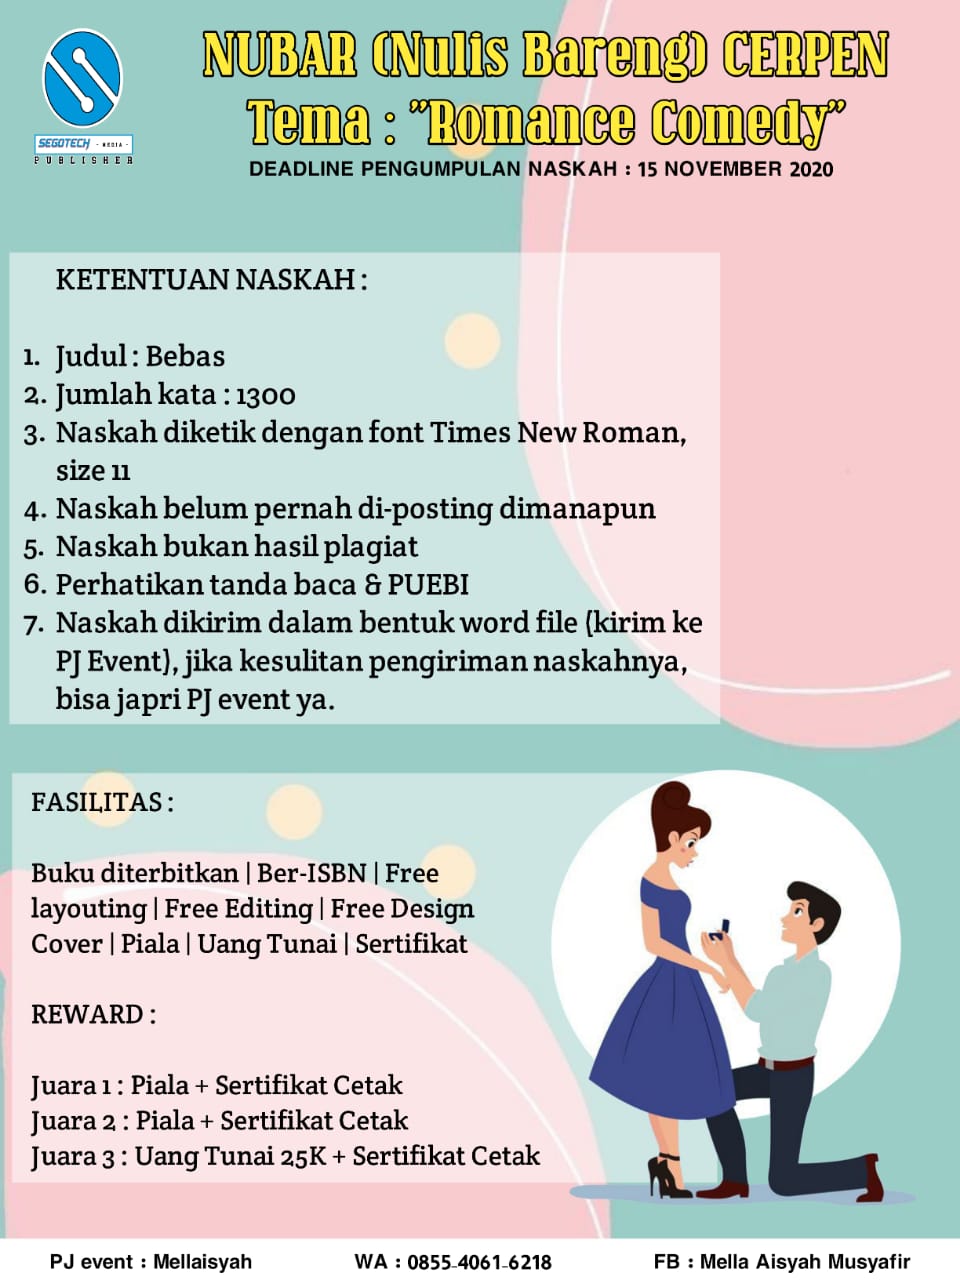 NUBAR (Nulis Bareng) CERPEN
Tema : "Romance Comedy"
DEADLINE PENGUMPULAN NASKAH : 15 NOVEMBER 2020
SEGOTECH - MEDIA -
PUBLISHER
KETENTUAN NASKAH :
1. Judul : Bebas
2. Jumlah kata : 1300
3. Naskah diketik dengan font Times New Roman,
size 11
4. Naskah belum pernah di-posting dimanapun
5. Naskah bukan hasil plagiat
6. Perhatikan tanda baca & PUEBI
7. Naskah dikirim dalam bentuk word file (kirim ke
PJ Event), jika kesulitan pengiriman naskahnya,
bisa japri PJ event ya.
FASILITAS :
Buku diterbitkan | Ber-ISBN | Free
layouting | Free Editing | Free Design
Cover | Piala | Uang Tunai | Sertifikat
REWARD :
Juara 1 : Piala + Sertifikat Cetak
Juara 2 : Piala + Sertifikat Cetak
Juara 3 : Uang Tunai 25K + Sertifikat Cetak
PJ event : Mellaisyah WA : 0855-4061-6218 FB : Mella Aisyah Musyafir